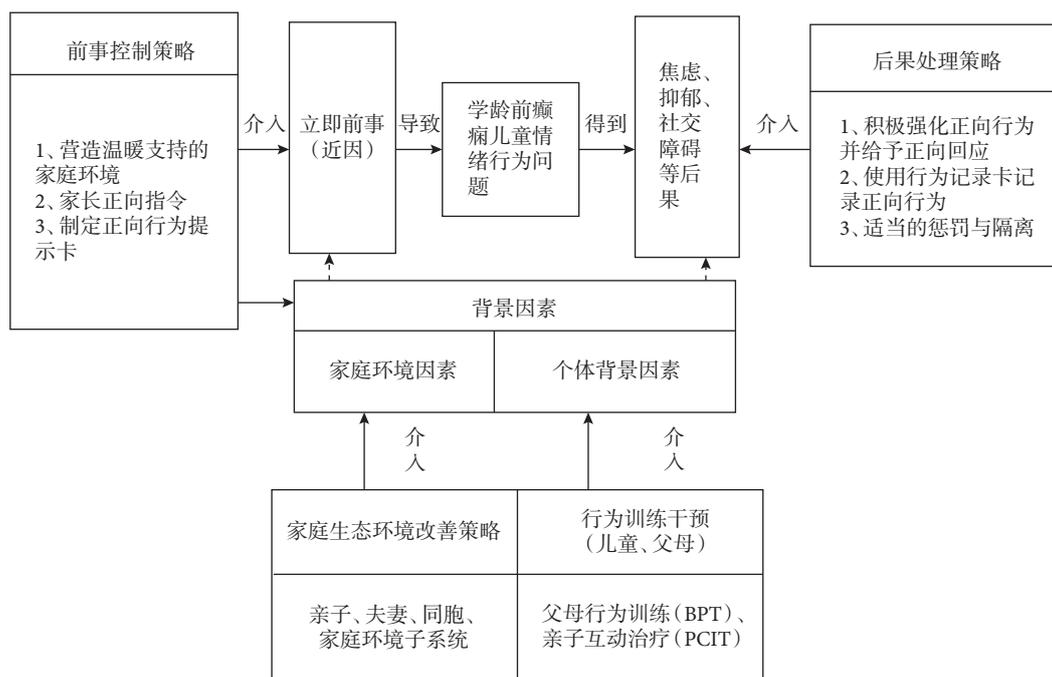 前事控制策略
1、营造温暖支持的
家庭环境
2、家长正向指令
3、制定正向行为提
示卡
介入
立即前事
（近因）
导致
学龄前癫
痫儿童情
绪行为问
题
得到
焦虑、
抑郁、
社交
障碍
等后
果
介入
后果处理策略
1、积极强化正向行为
并给予正向回应
2、使用行为记录卡记
录正向行为
3、适当的惩罚与隔离
背景因素
家庭环境因素
个体背景因素
介
入
介
入
家庭生态环境改善策略
行为训练干预
（儿童、父母）
亲子、夫妻、同胞、
家庭环境子系统
父母行为训练（BPT）、
亲子互动治疗（PCIT）